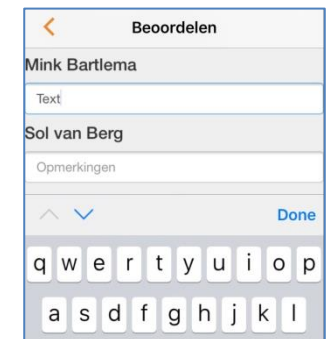 Beoordelen
Mink Bartlema
Text
Sol van Berg
Opmerkingen
Done
q w e r t y u i o p
a s d f g h j k l